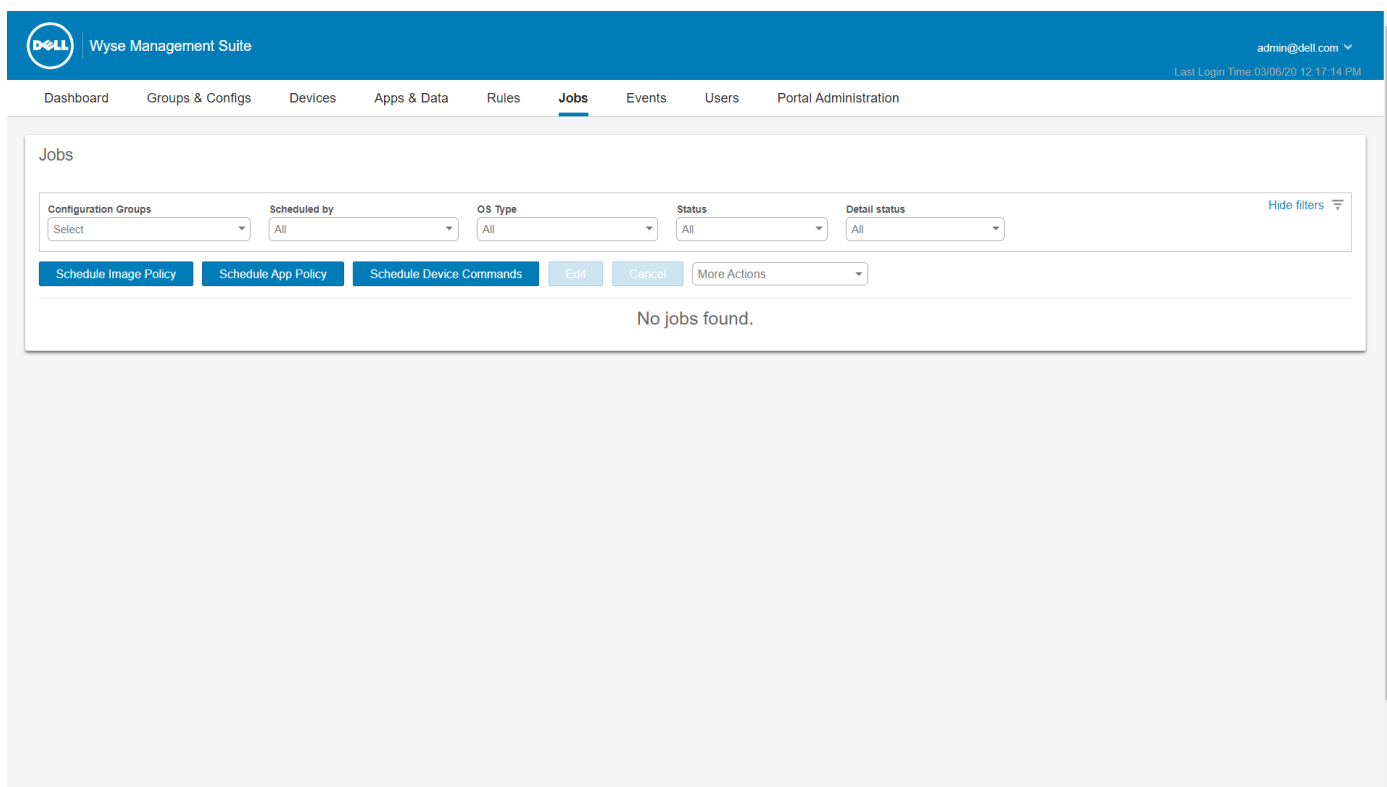 DELL Wyse Management Suite
admin@dell.com
Last Login Time:03/06/20 12:17:14 PM
Dashboard Groups & Configs Devices Apps & Data Rules Jobs Events Users Portal Administration
Jobs
Hide filters
Configuration Groups Scheduled by OS Type Status Detail status
Select All All All All
Schedule Image Policy Schedule App Policy Schedule Device Commands Edit Cancel More Actions
No jobs found.